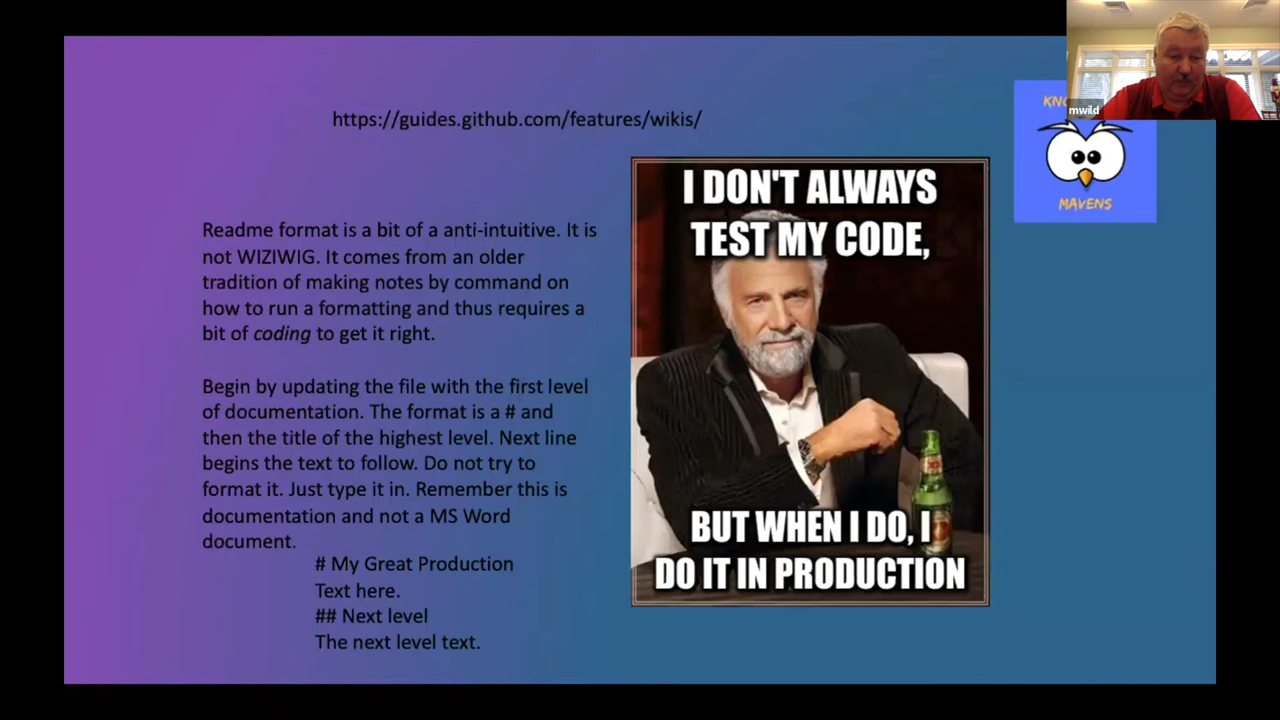 https://guides.github.com/features/wikis/
mwild
MAVENS
Readme format is a bit of a anti-intuitive. It is
not WIZIWIG. It comes from an older
tradition of making notes by command on
how to run a formatting and thus requires a
bit of coding to get it right.
Begin by updating the file with the first level
of documentation. The format is a # and
then the title of the highest level. Next line
begins the text to follow. Do not try to
format it. Just type it in. Remember this is
documentation and not a MS Word
document.
# My Great Production
Text here.
## Next level
The next level text.
I DON'T ALWAYS
TEST MY CODE,
BUT WHEN I DO, I
DO IT IN PRODUCTION